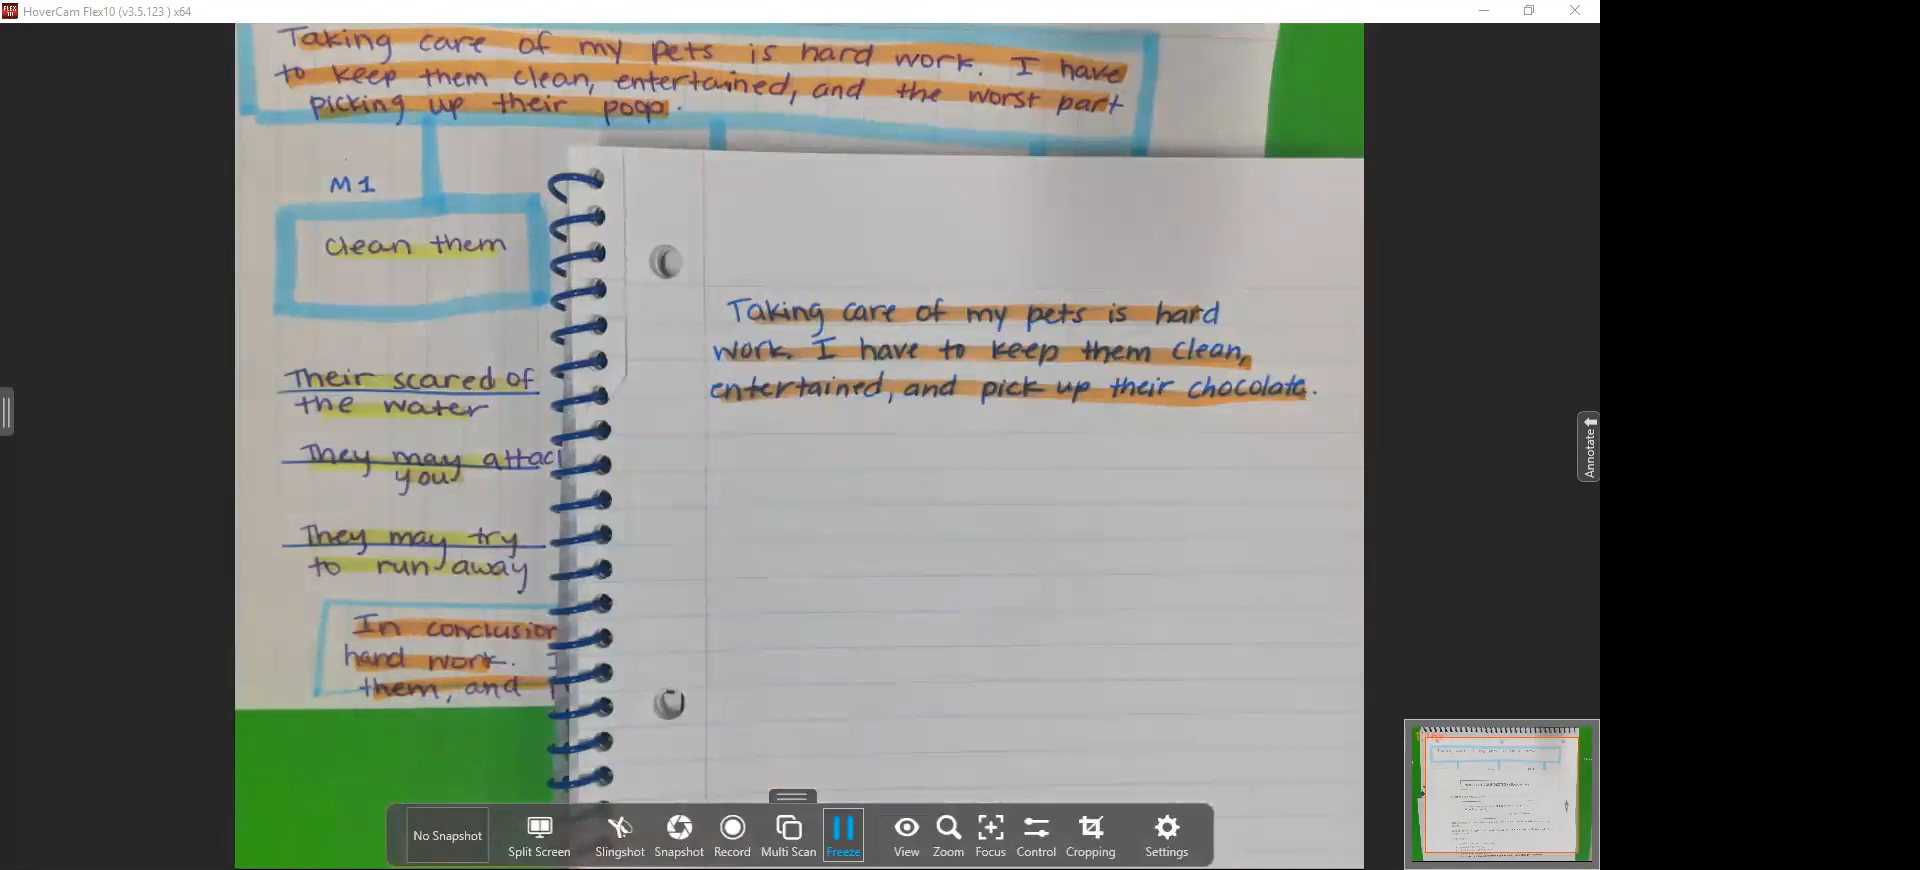 HoverCam Flex10 (v3.5.123 ) x64
Taking care of my pets is hard work. I have
to keep them clean, entertained, and the worst part
picking up their poop.
M1
clean them
Their scared of
the water
They may attac
you
They may try
to run away
In conclusion
hard work. I
them, and
Taking care of my pets is hard
work. I have to keep them clean,
entertained, and pick up their chocolate.
Annotate
No Snapshot
Split Screen
Slingshot
Snapshot
Record
Multi Scan
Freeze
View
Zoom
Focus
Control
Cropping
Settings